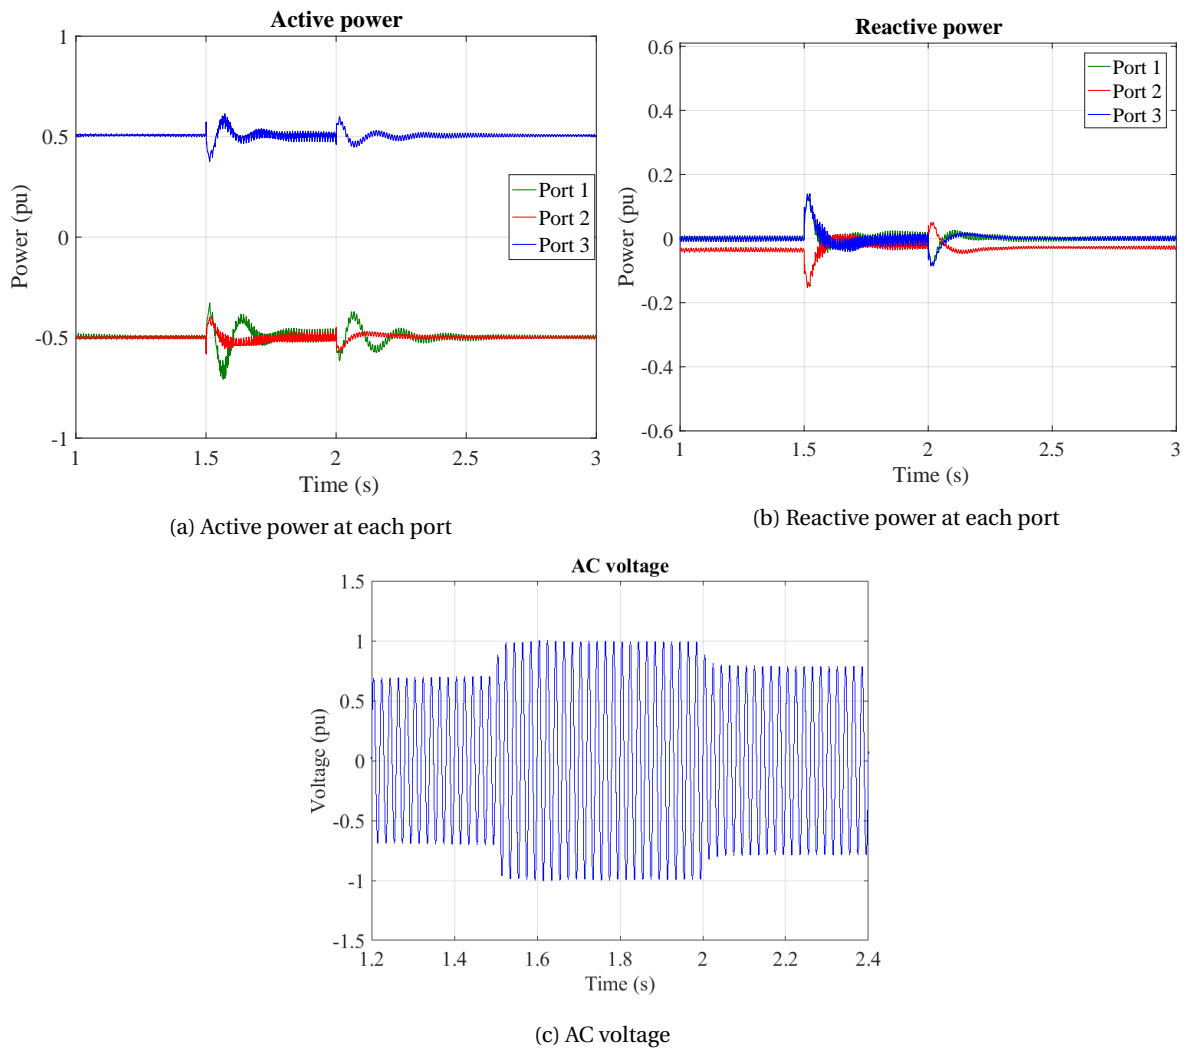 Active power
1
0.5
0
-0.5
-1
Power (pu)
Port 1
Port 2
Port 3
1
1.5
2
2.5
3
Time (s)
(a) Active power at each port
Reactive power
0.6
0.4
0.2
0
-0.2
-0.4
-0.6
Power (pu)
Port 1
Port 2
Port 3
1
1.5
2
2.5
3
Time (s)
(b) Reactive power at each port
AC voltage
1.5
1
0.5
0
-0.5
-1
-1.5
Voltage (pu)
1.2
1.4
1.6
1.8
2
2.2
2.4
Time (s)
(c) AC voltage